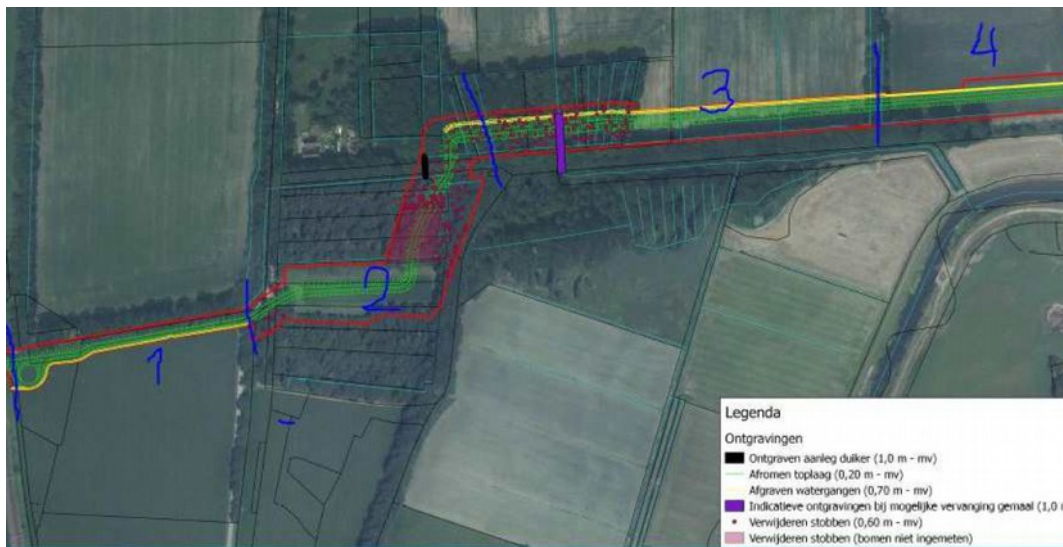 4
3
2
1
Legenda
Ontgravingen
Ontgraven aanleg duiker (1,0 m - mv)
Afromen toplaag (0,20 m - mv)
Afgraven watergangen (0,70 m - mv)
Indicatieve ontgravingen bij mogelijke vervanging gemaal (1,0 m
Verwijderen stobben (0,60 m - mv)
Verwijderen stobben (bomen niet ingemeten)